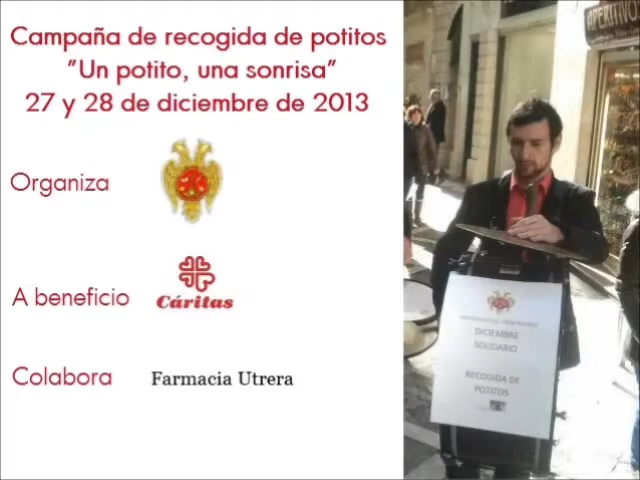 Campaña de recogida de potitos
"Un potito, una sonrisa"
27 y 28 de diciembre de 2013
Organiza
A beneficio
Cáritas
Colabora
Farmacia Utrera
APERITIVO
DICIEMBRE
SOLIDARIO
RECOGIDA DE
POTITOS